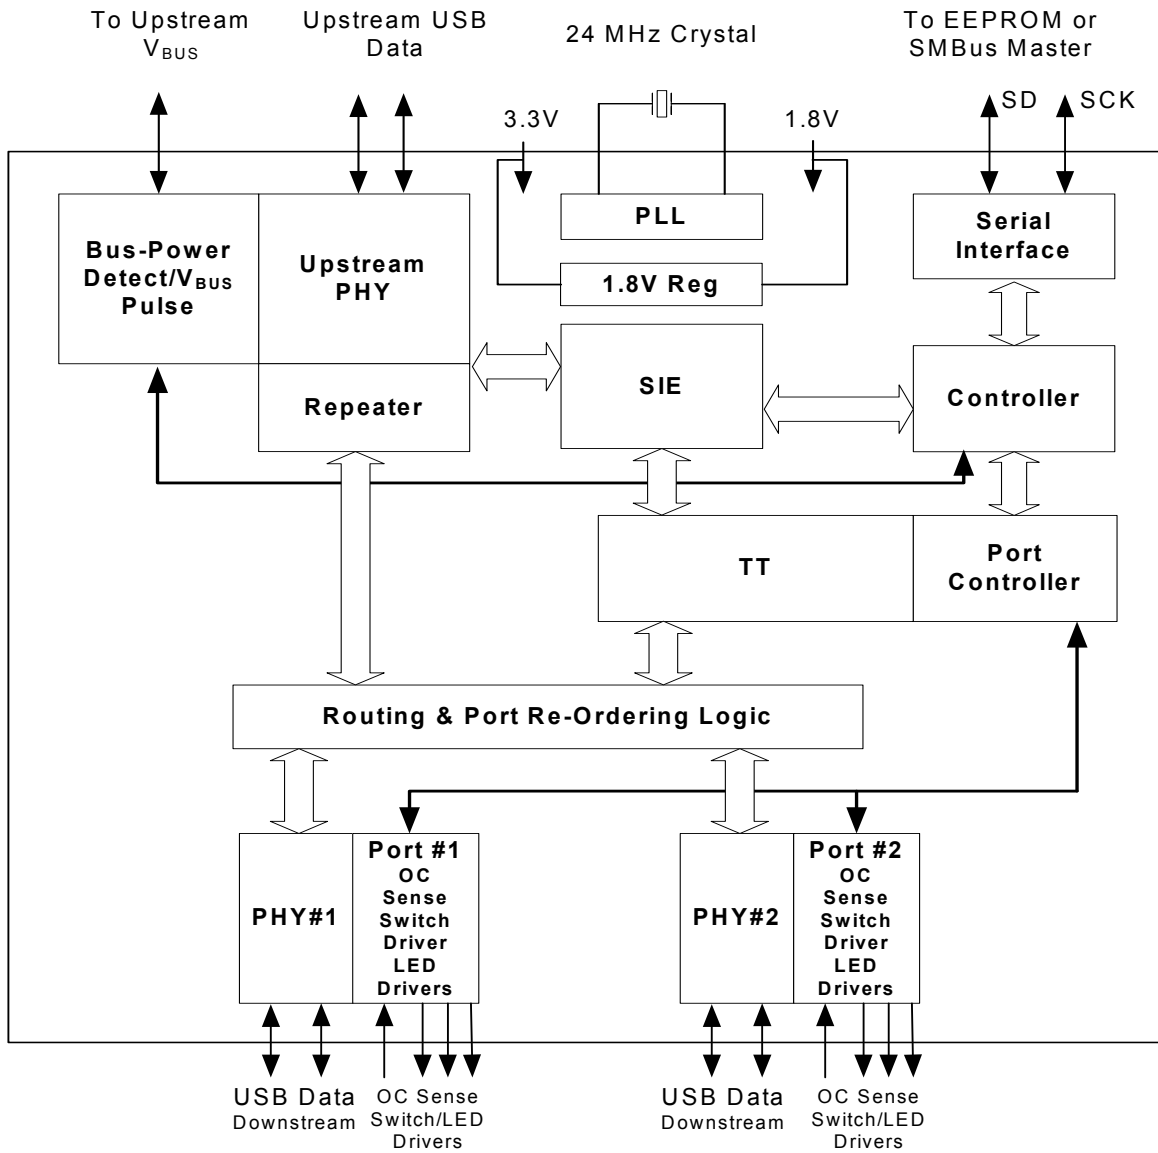 To Upstream
VBUS
Upstream USB
Data
24 MHz Crystal
To EEPROM or
SMBus Master
3.3V
1.8V
SD
SCK
Bus-Power
Detect/VBUS
Pulse
Upstream
PHY
PLL
1.8V Reg
Serial
Interface
Repeater
SIE
Controller
TT
Port
Controller
Routing & Port Re-Ordering Logic
PHY#1
Port #1
OC
Sense
Switch
Driver
LED
Drivers
PHY#2
Port #2
OC
Sense
Switch
Driver
LED
Drivers
USB Data
Downstream
OC Sense
Switch/LED
Drivers
USB Data
Downstream
OC Sense
Switch/LED
Drivers